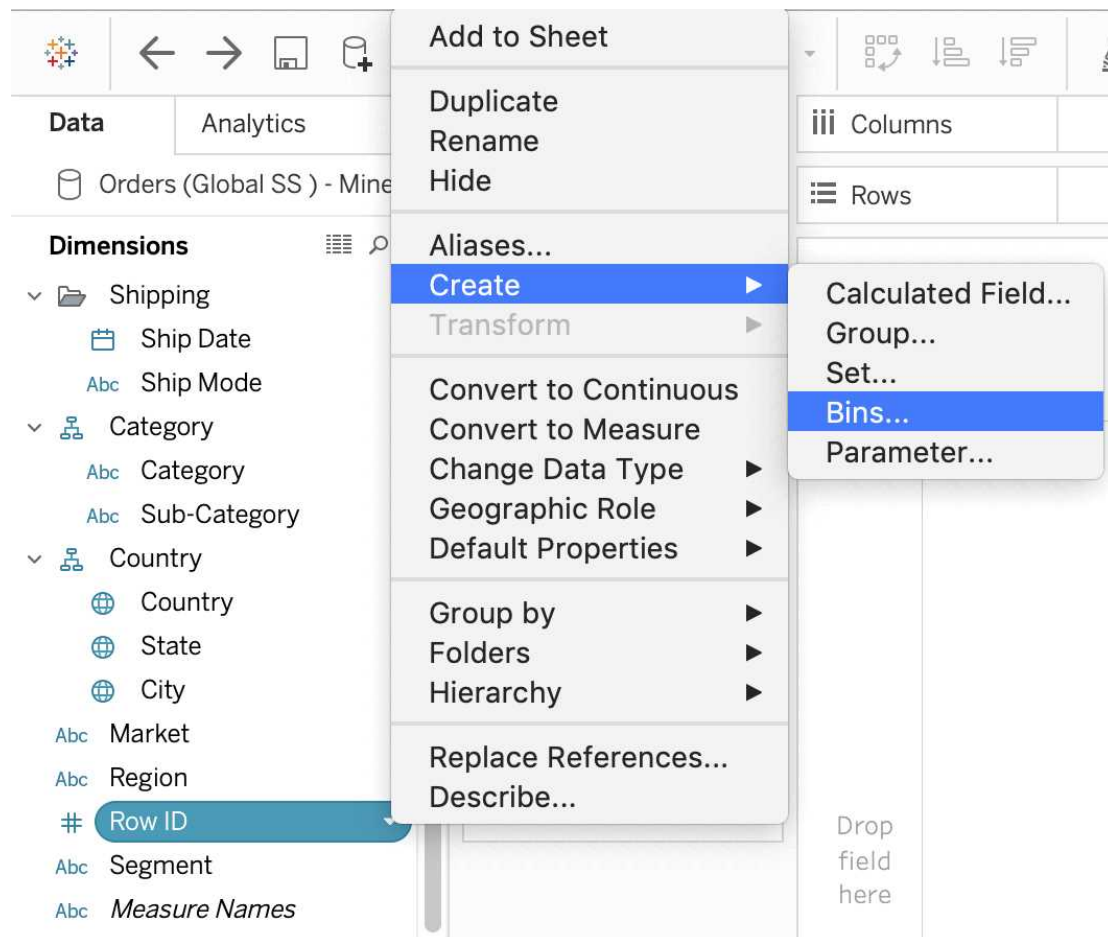 Data
Analytics
Orders (Global SS ) - Mine
Dimensions
Shipping
Ship Date
Abc Ship Mode
Category
Abc Category
Abc Sub-Category
Country
Country
State
City
Abc Market
Abc Region
Row ID
Abc Segment
Abc Measure Names
Add to Sheet
Duplicate
Rename
Hide
Aliases...
Create
Transform
Convert to Continuous
Convert to Measure
Change Data Type
Geographic Role
Default Properties
Group by
Folders
Hierarchy
Replace References...
Describe...
Calculated Field...
Group...
Set...
Bins...
Parameter...
Columns
Rows
Drop
field
here